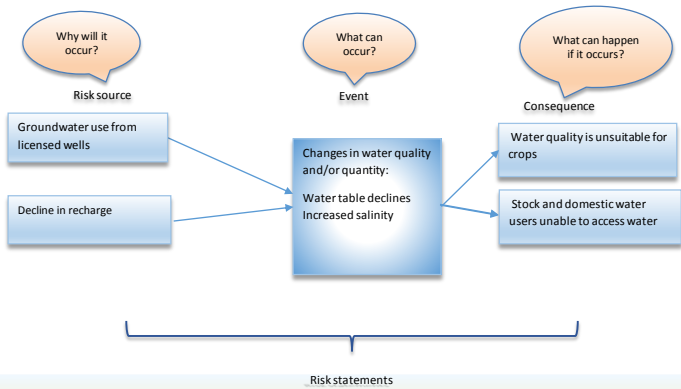 Why will it
occur?
What can
occur?
What can happen
if it occurs?
Risk source
Event
Consequence
Groundwater use from
licensed wells
Decline in recharge
Changes in water quality
and/or quantity:
Water table declines
Increased salinity
Water quality is unsuitable for
crops
Stock and domestic water
users unable to access water
Risk statements